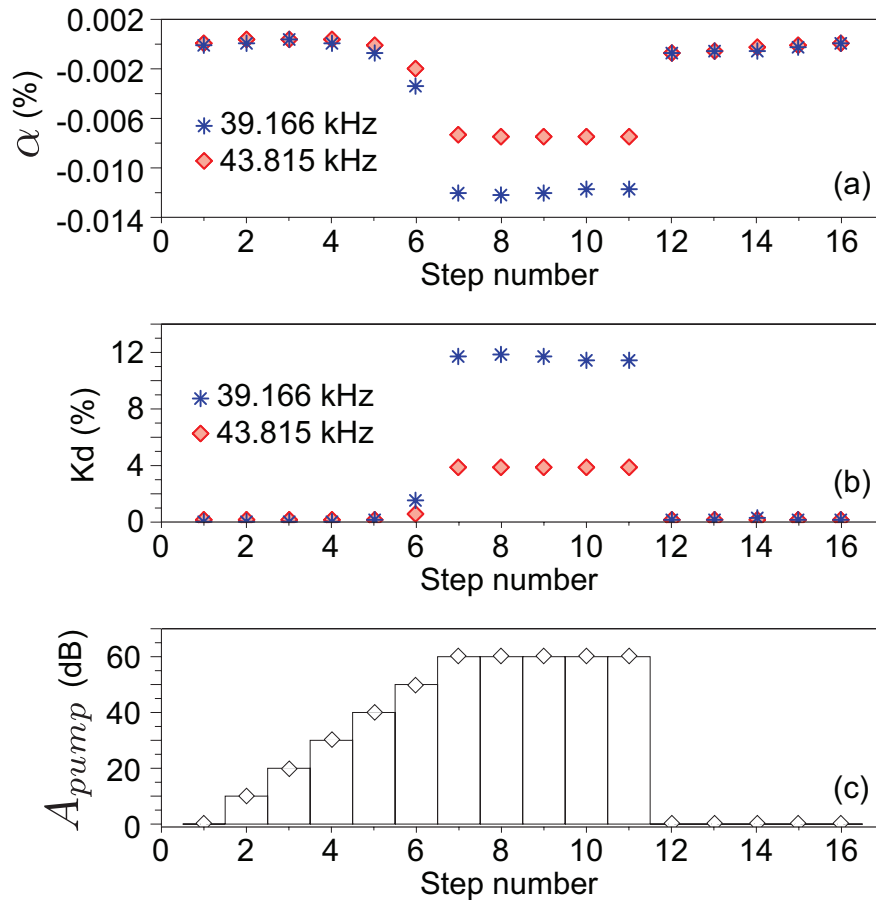 0.002
-0.002
-0.006
-0.010
-0.014
α (%)
39.166 kHz
43.815 kHz
(a)
0 2 4 6 8 10 12 14 16
Step number
12
8
4
0
Kd (%)
39.166 kHz
43.815 kHz
(b)
0 2 4 6 8 10 12 14 16
Step number
60
40
20
0
A_pump (dB)
(c)
0 2 4 6 8 10 12 14 16
Step number